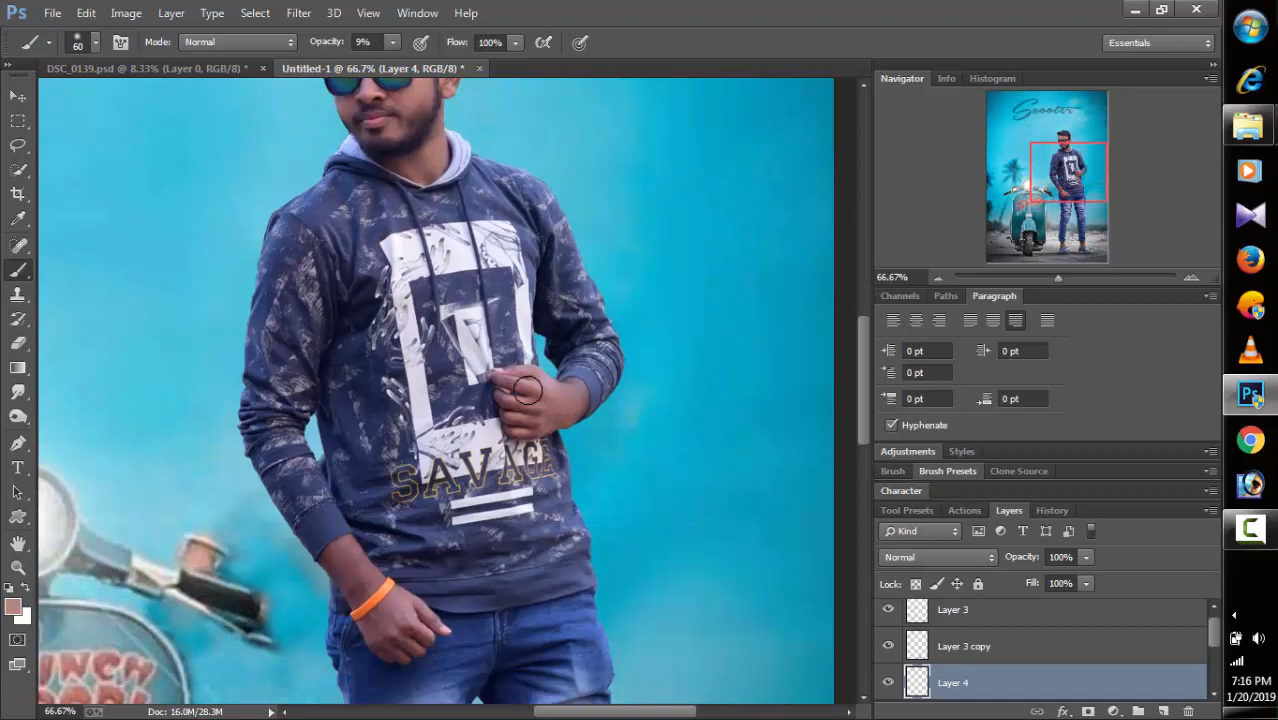 Ps File Edit Image Layer Type Select Filter 3D View Window Help
60 Mode: Normal Opacity: 9% Flow: 100% Essentials
DSC_0139.psd @ 8.33% (Layer 0, RGB/8) * × Untitled-1 @ 66.7% (Layer 4, RGB/8) * ×
Navigator Info Histogram
Scooter
66.67%
Channels Paths Paragraph
0 pt 0 pt
0 pt
0 pt 0 pt
Hyphenate
Adjustments Styles
Brush Brush Presets Clone Source
Character
Tool Presets Actions Layers History
Kind
Normal Opacity: 100%
Lock: Fill: 100%
Layer 3
Layer 3 copy
Layer 4
SAVAGE
66.67% Doc: 16.0M/28.3M
7:16 PM
1/20/2019